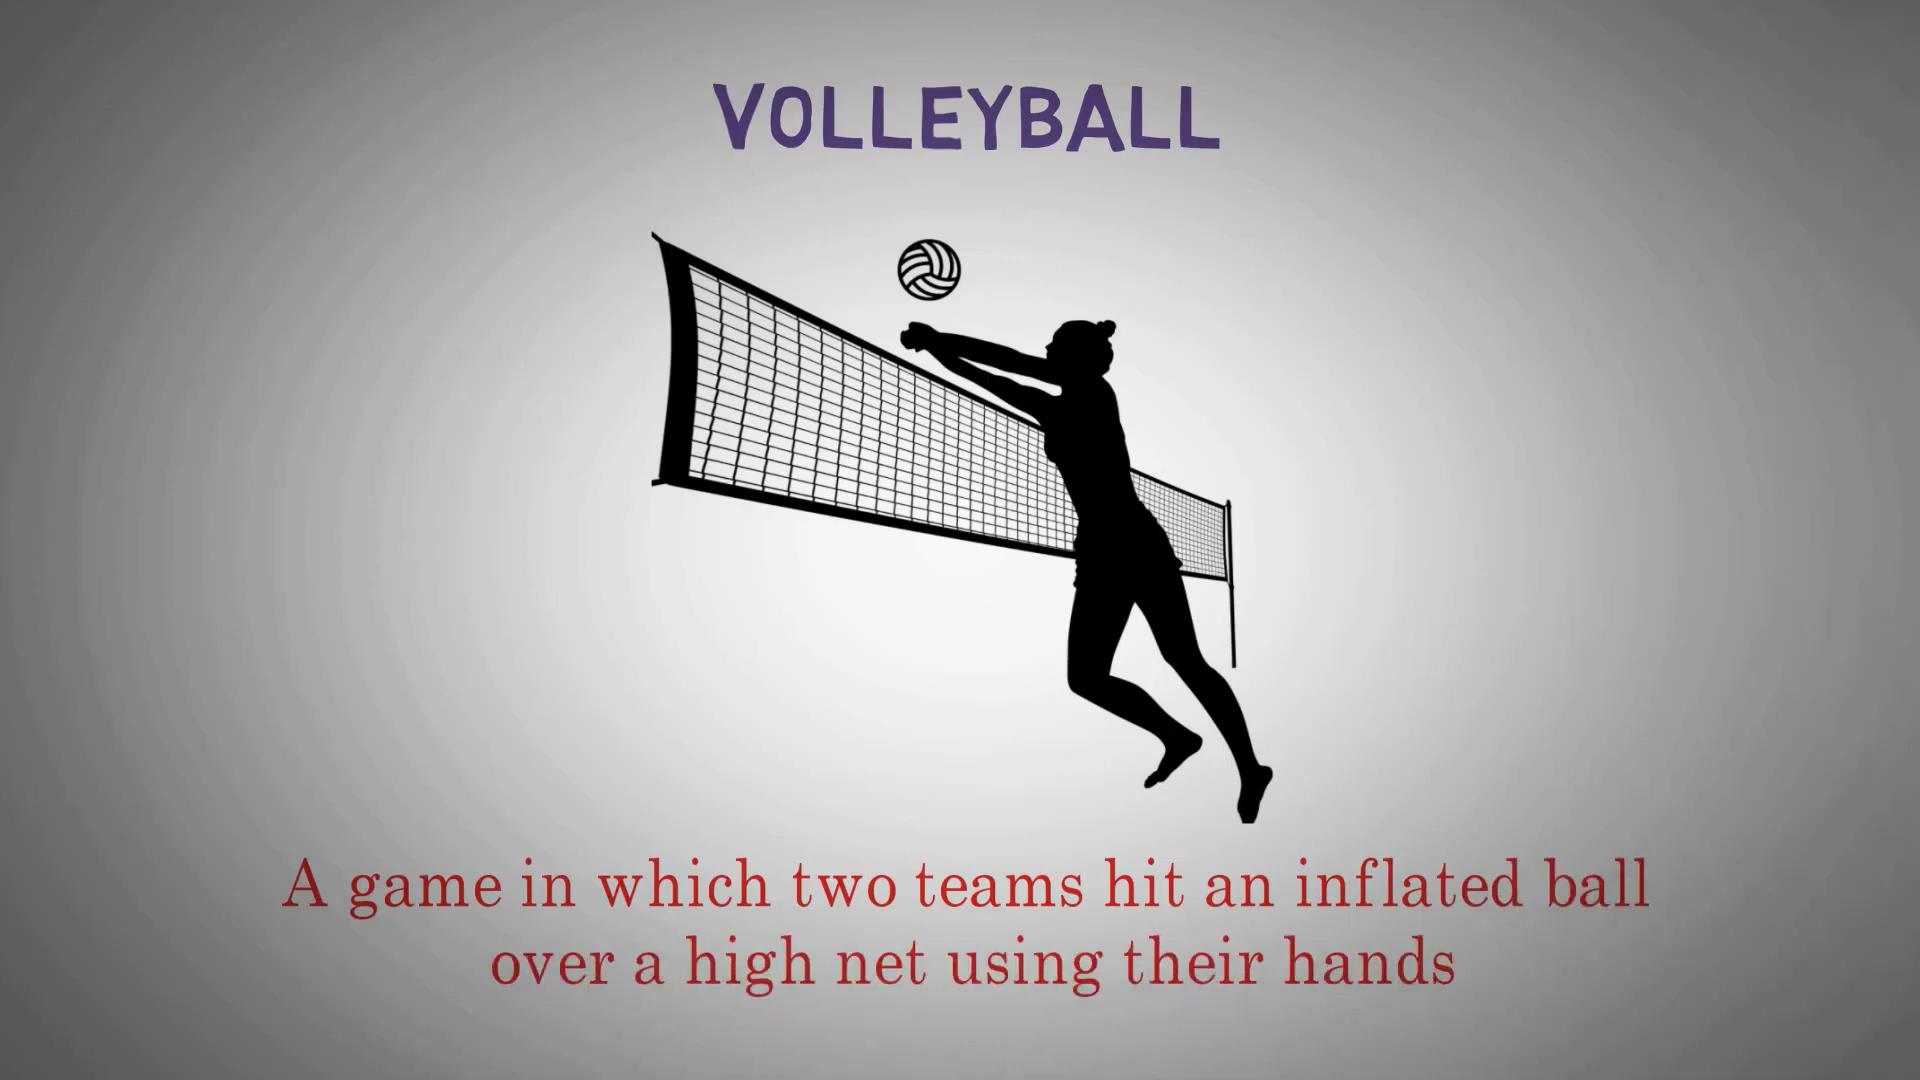 VOLLEYBALL
A game in which two teams hit an inflated ball
over a high net using their hands